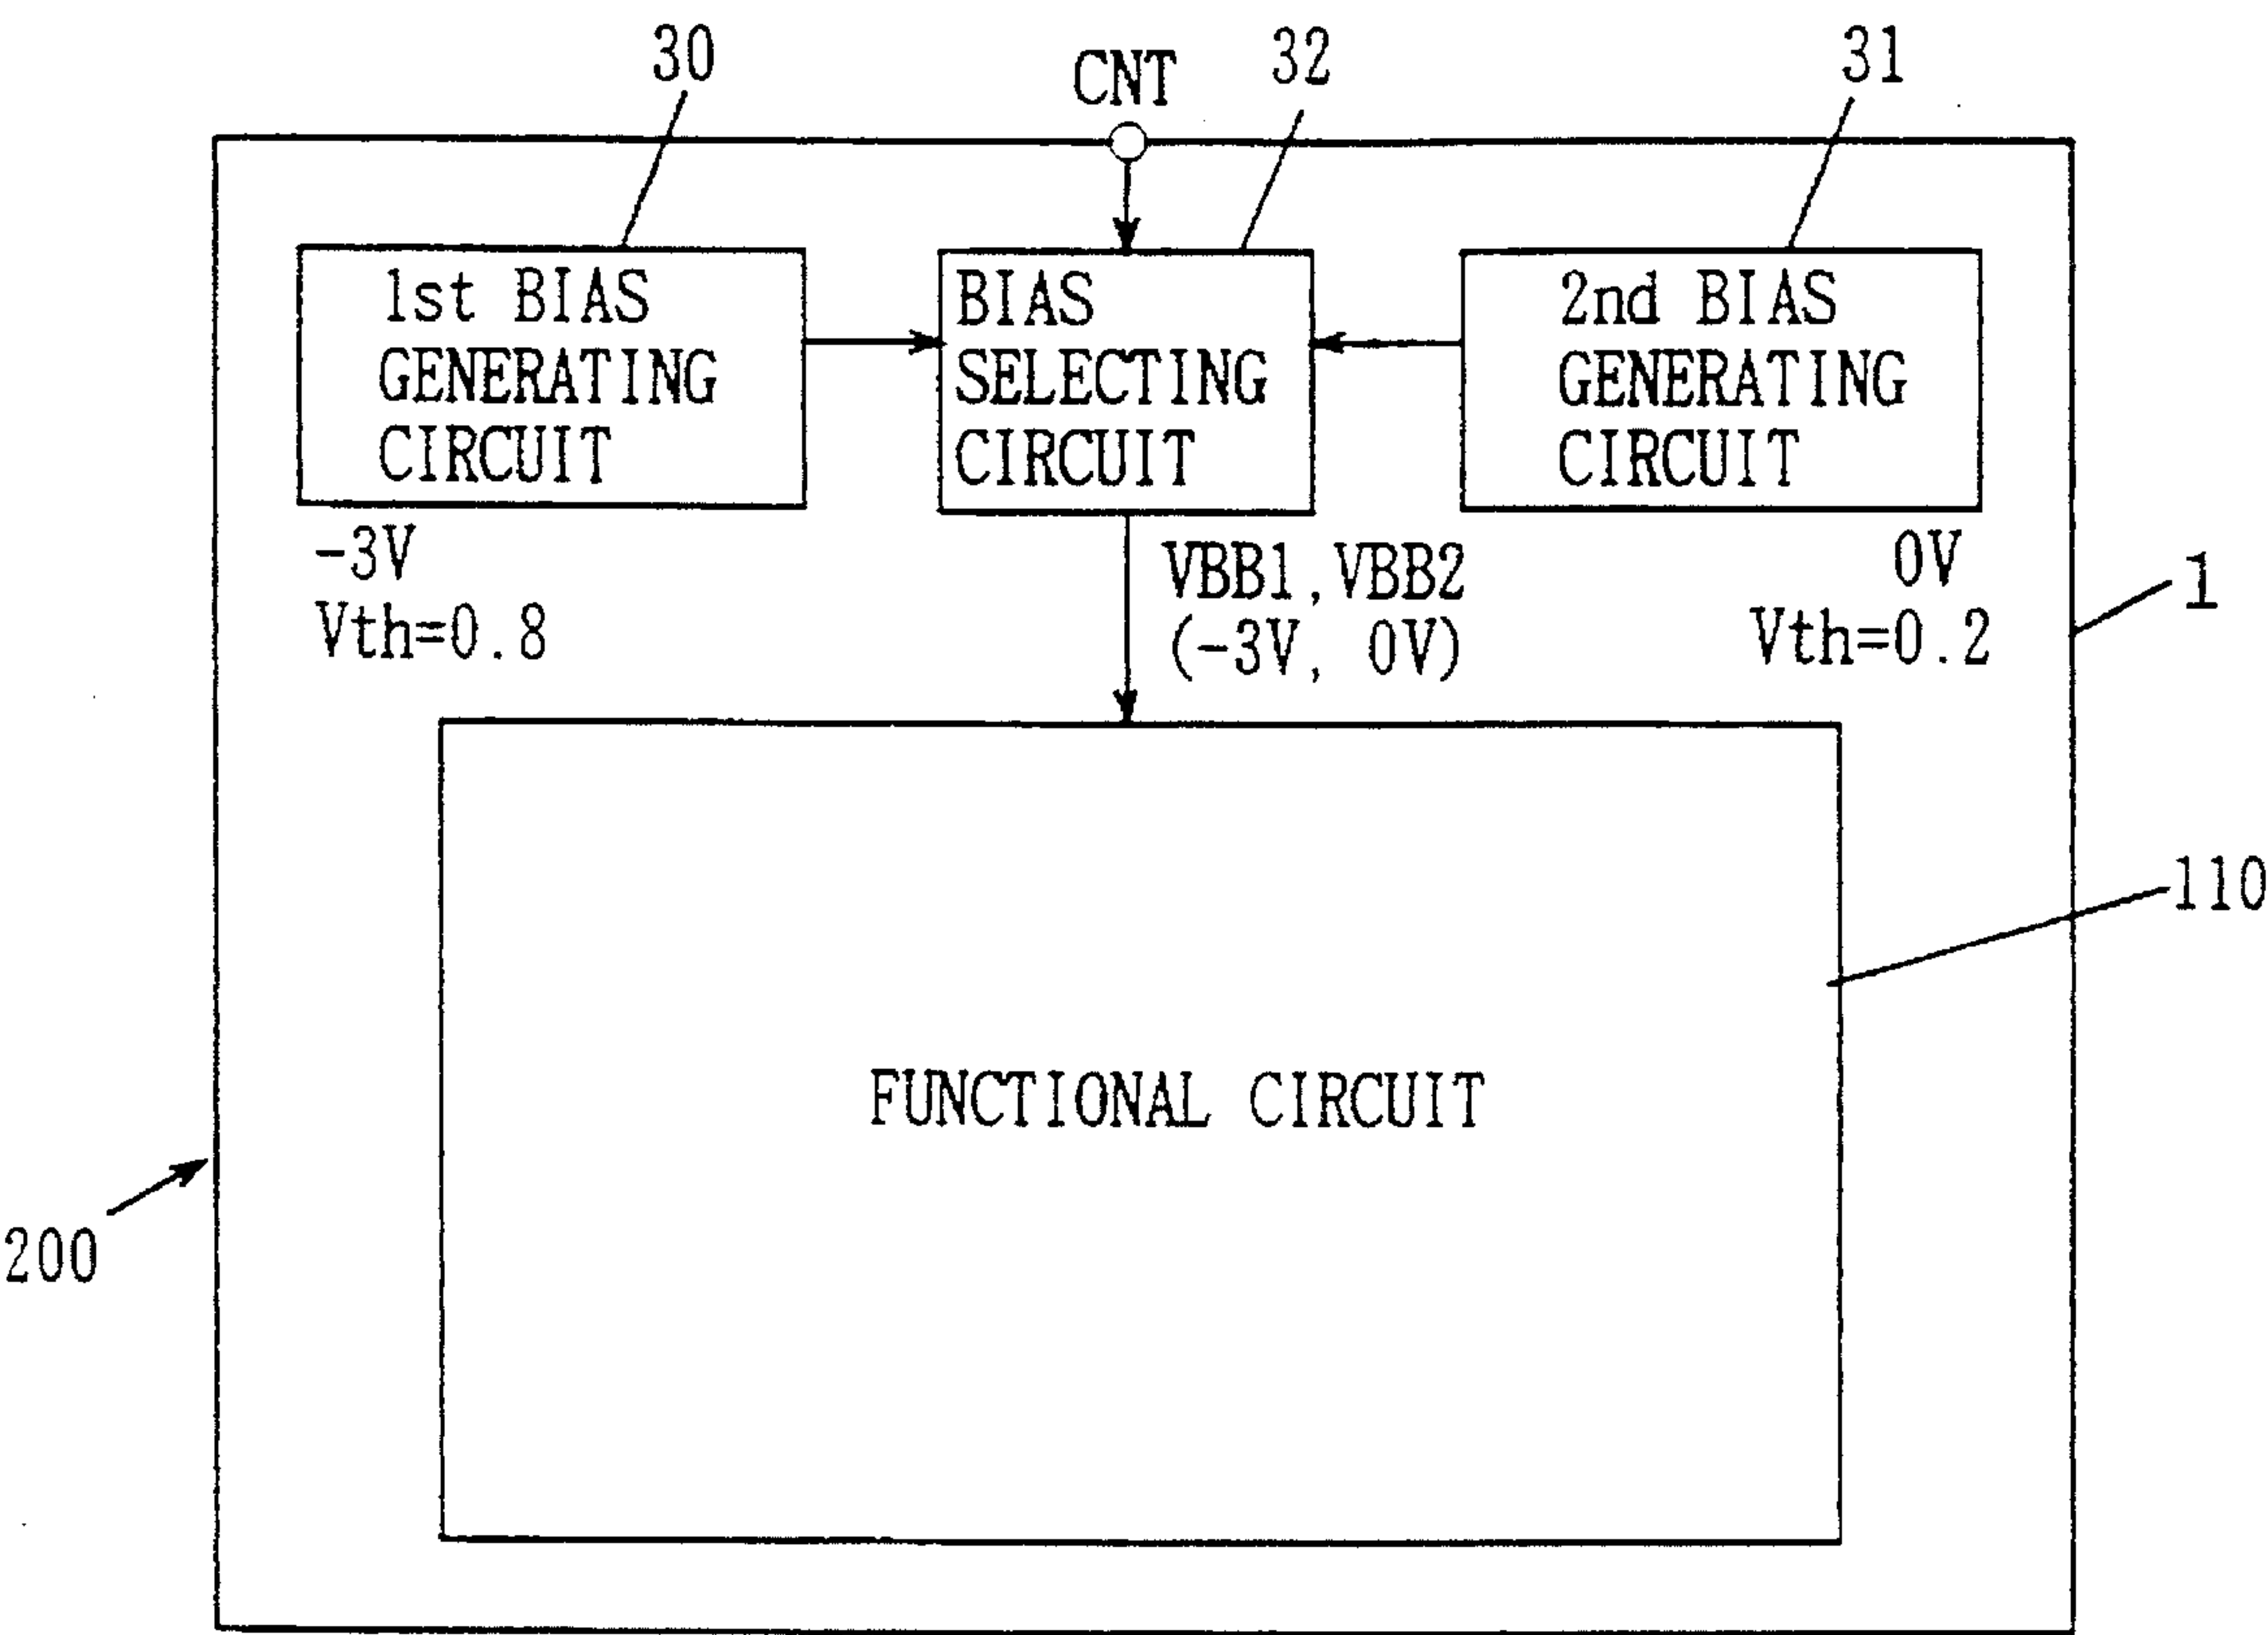 30
CNT
32
31
1st BIAS
GENERATING
CIRCUIT
BIAS
SELECTING
CIRCUIT
2nd BIAS
GENERATING
CIRCUIT
-3V
Vth=0.8
VBB1,VBB2
(-3V, 0V)
0V
Vth=0.2
1
110
FUNCTIONAL CIRCUIT
200